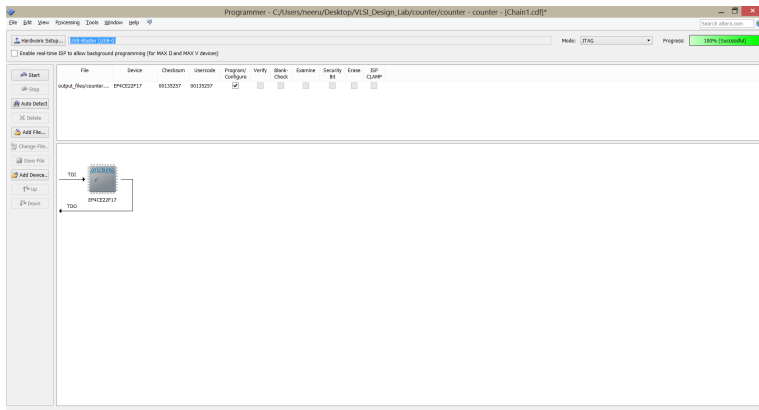 Programmer - C:/Users/neeru/Desktop/VLSI_Design_Lab/counter/counter - counter - [Chain1.cdf]*
File Edit View Processing Tools Window Help
Search altera.com
Hardware Setup... USB-Blaster [USB-0]
Mode: JTAG Progress: 100% (Successful)
Enable real-time ISP to allow background programming (for MAX II and MAX V devices)
Start
Stop
Auto Detect
Delete
Add File...
Change File..
Save File
Add Device..
Up
Down
File Device Checksum Usercode Program/Configure Verify Blank-Check Examine Security Bit Erase ISP CLAMP
output_files/counter.... EP4CE22F17 00135257 00135257
TDI
EP4CE22F17
TDO